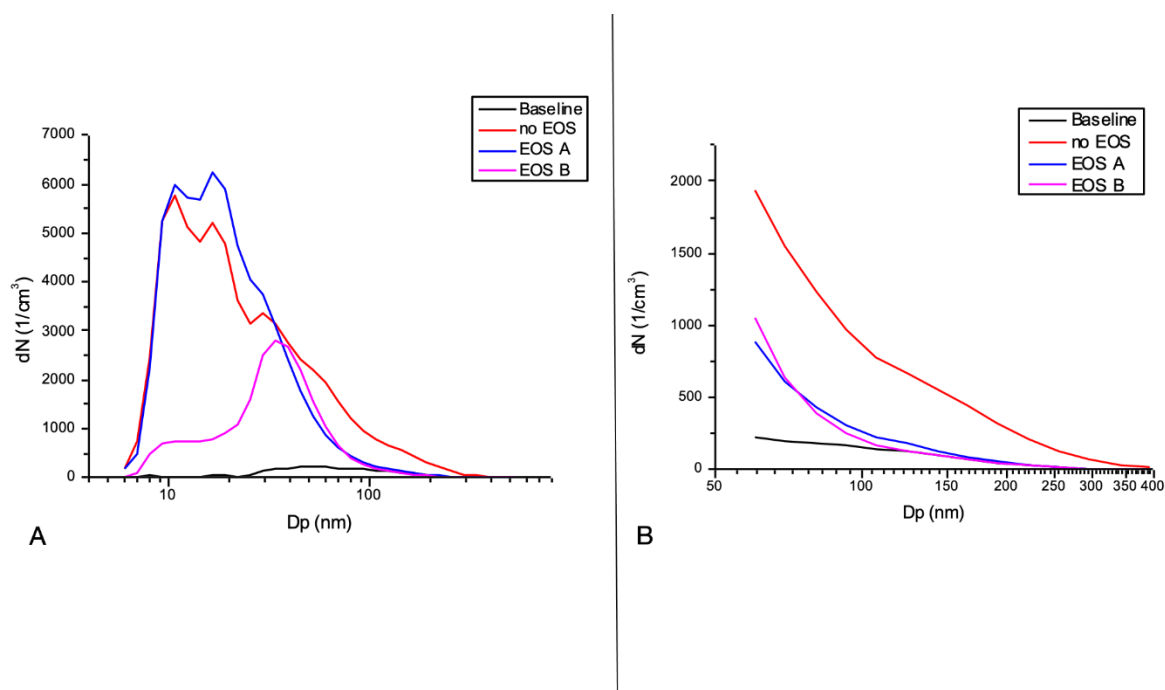 Baseline
no EOS
EOS A
EOS B
7000
6000
5000
4000
3000
2000
1000
0
dN (1/cm³)
10
100
Dp (nm)
A
Baseline
no EOS
EOS A
EOS B
2000
1500
1000
500
0
dN (1/cm³)
50
100
150
200
250
300
350
400
Dp (nm)
B